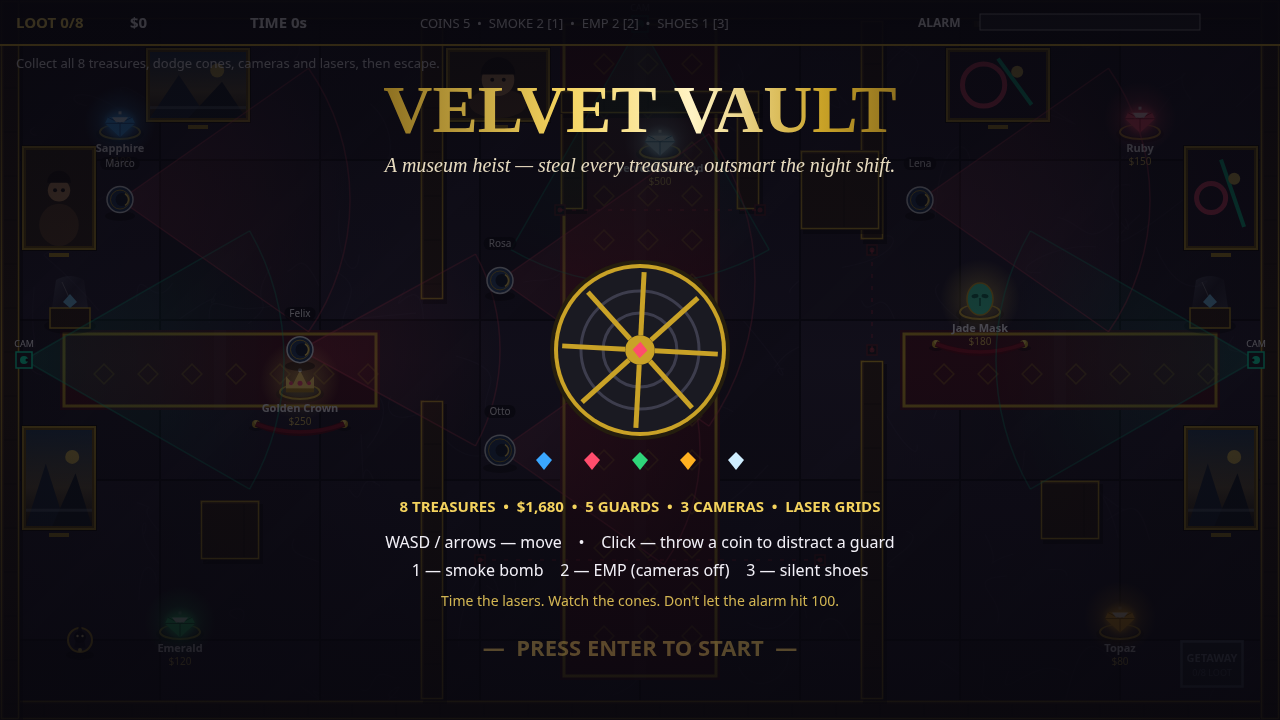 LOOT 0/8 $0 TIME 0s COINS 5 • SMOKE 2 [1] • EMP 2 [2] • SHOES 1 [3] ALARM
Collect all 8 treasures, dodge cones, cameras and lasers, then escape.
VELVET VAULT
A museum heist — steal every treasure, outsmart the night shift.
Sapphire
Marco
$500
Lena
Ruby
$150
Rosa
Felix
Jade Mask
$180
CAM
CAM
Golden Crown
$250
Otto
8 TREASURES • $1,680 • 5 GUARDS • 3 CAMERAS • LASER GRIDS
WASD / arrows — move • Click — throw a coin to distract a guard
1 — smoke bomb 2 — EMP (cameras off) 3 — silent shoes
Time the lasers. Watch the cones. Don't let the alarm hit 100.
— PRESS ENTER TO START —
Emerald
$120
Topaz
$80
GETAWAY